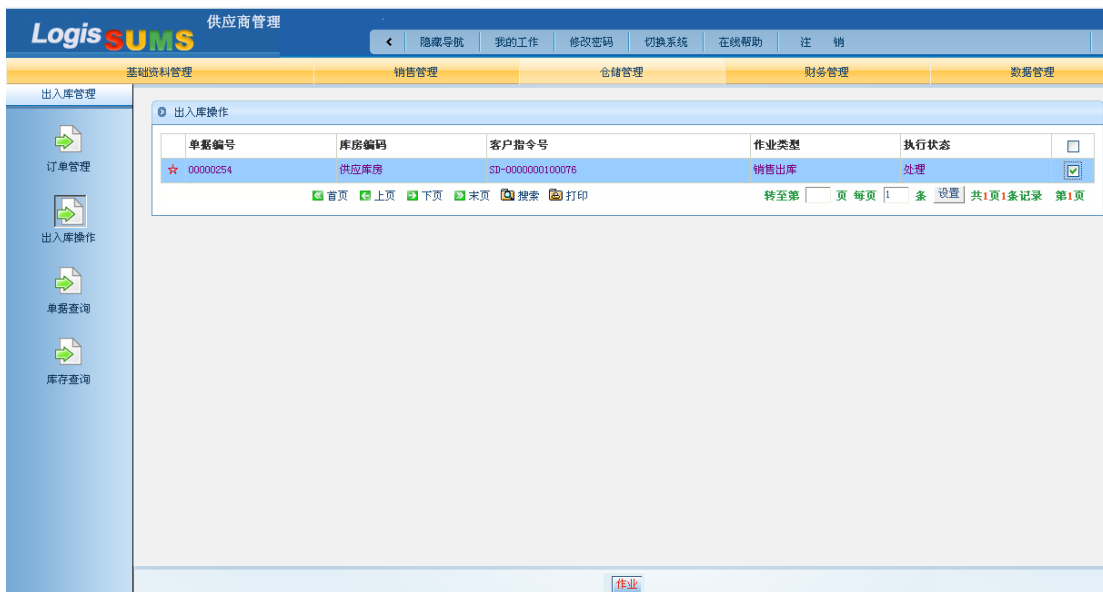 Logis SUMS 供应商管理
隐藏导航 我的工作 修改密码 切换系统 在线帮助 注 销
基础资料管理 销售管理 仓储管理 财务管理 数据管理
出入库管理
订单管理
出入库操作
单据查询
库存查询
出入库操作
单据编号 库房编码 客户指令号 作业类型 执行状态
00000254 供应库房 SD-0000000100076 销售出库 处理
首页 上页 下页 末页 搜索 打印 转至第 页 每页 1 条 设置 共1页1条记录 第1页
作业